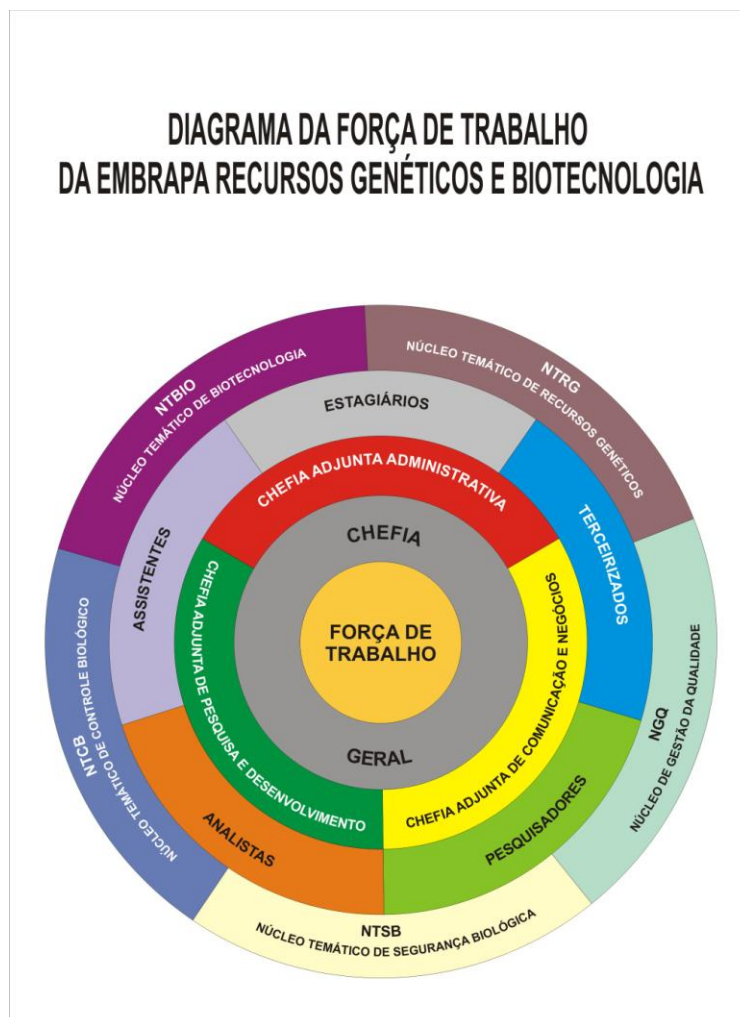 DIAGRAMA DA FORÇA DE TRABALHO
DA EMBRAPA RECURSOS GENÉTICOS E BIOTECNOLOGIA
NTBIO
NÚCLEO TEMÁTICO DE BIOTECNOLOGIA
NTRG
NÚCLEO TEMÁTICO DE RECURSOS GENÉTICOS
ESTAGIÁRIOS
CHEFIA ADJUNTA ADMINISTRATIVA
ASSISTENTES
TERCEIRIZADOS
CHEFIA
FORÇA DE
TRABALHO
GERAL
CHEFIA ADJUNTA DE PESQUISA E DESENVOLVIMENTO
CHEFIA ADJUNTA DE COMUNICAÇÃO E NEGÓCIOS
NTCB
NÚCLEO TEMÁTICO DE CONTROLE BIOLÓGICO
NGQ
NÚCLEO DE GESTÃO DA QUALIDADE
ANALISTAS
PESQUISADORES
NTSB
NÚCLEO TEMÁTICO DE SEGURANÇA BIOLÓGICA